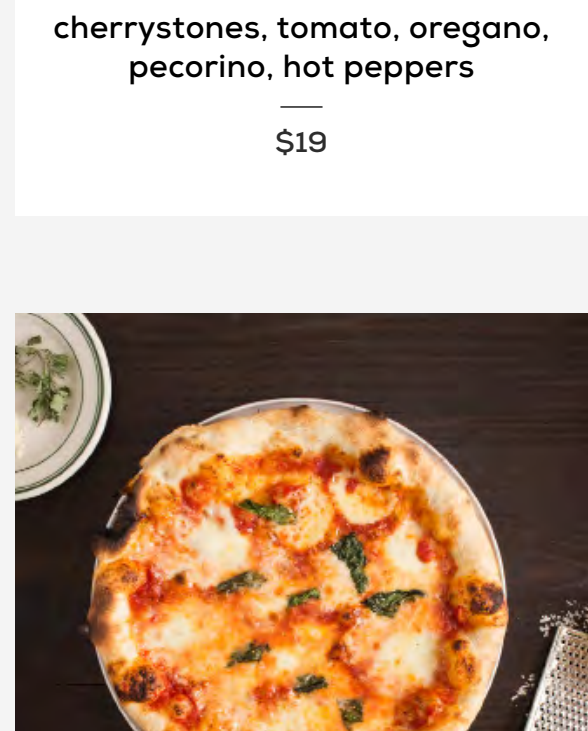 cherrystones, tomato, oregano,
pecorino, hot peppers
$19